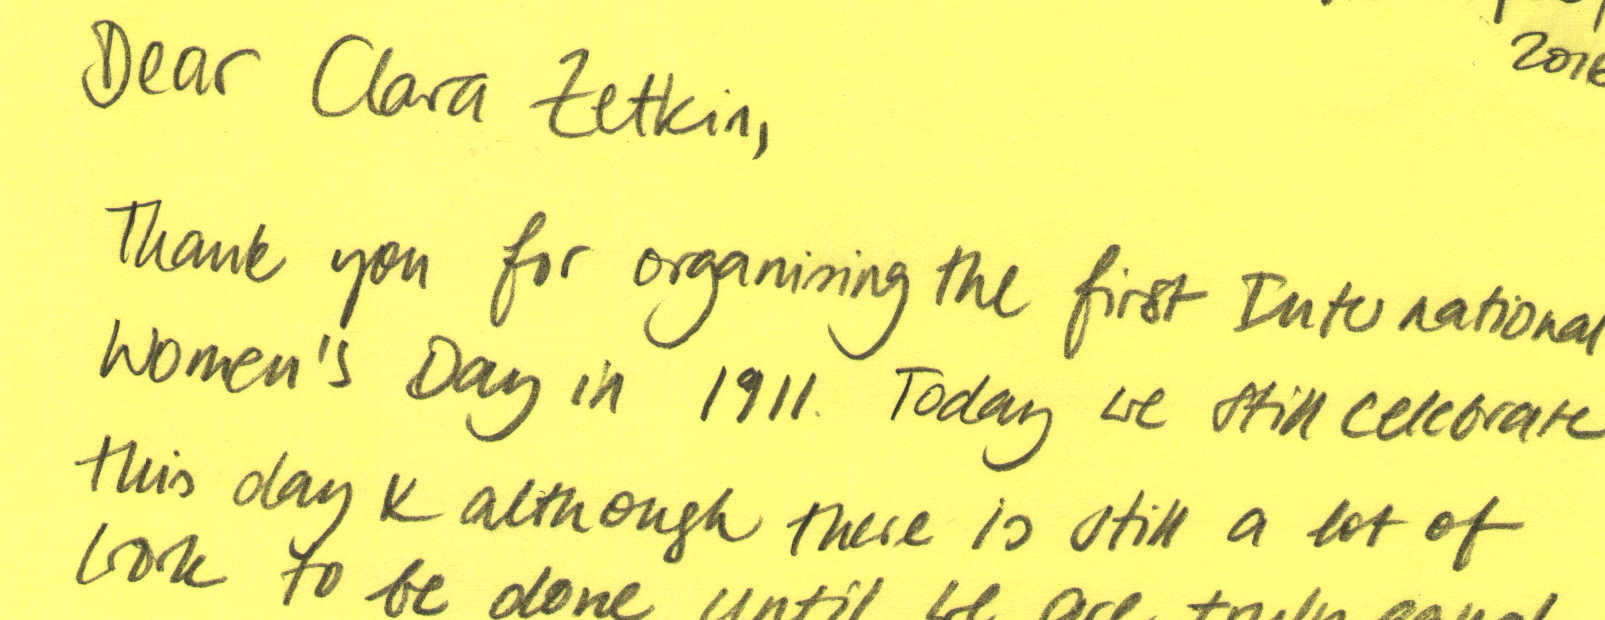 2016
Dear Clara Zetkin,
Thank you for organising the first International
Women's Day in 1911. Today we still celebrate
this day & although there is still a lot of
work to be done until we are truly equal